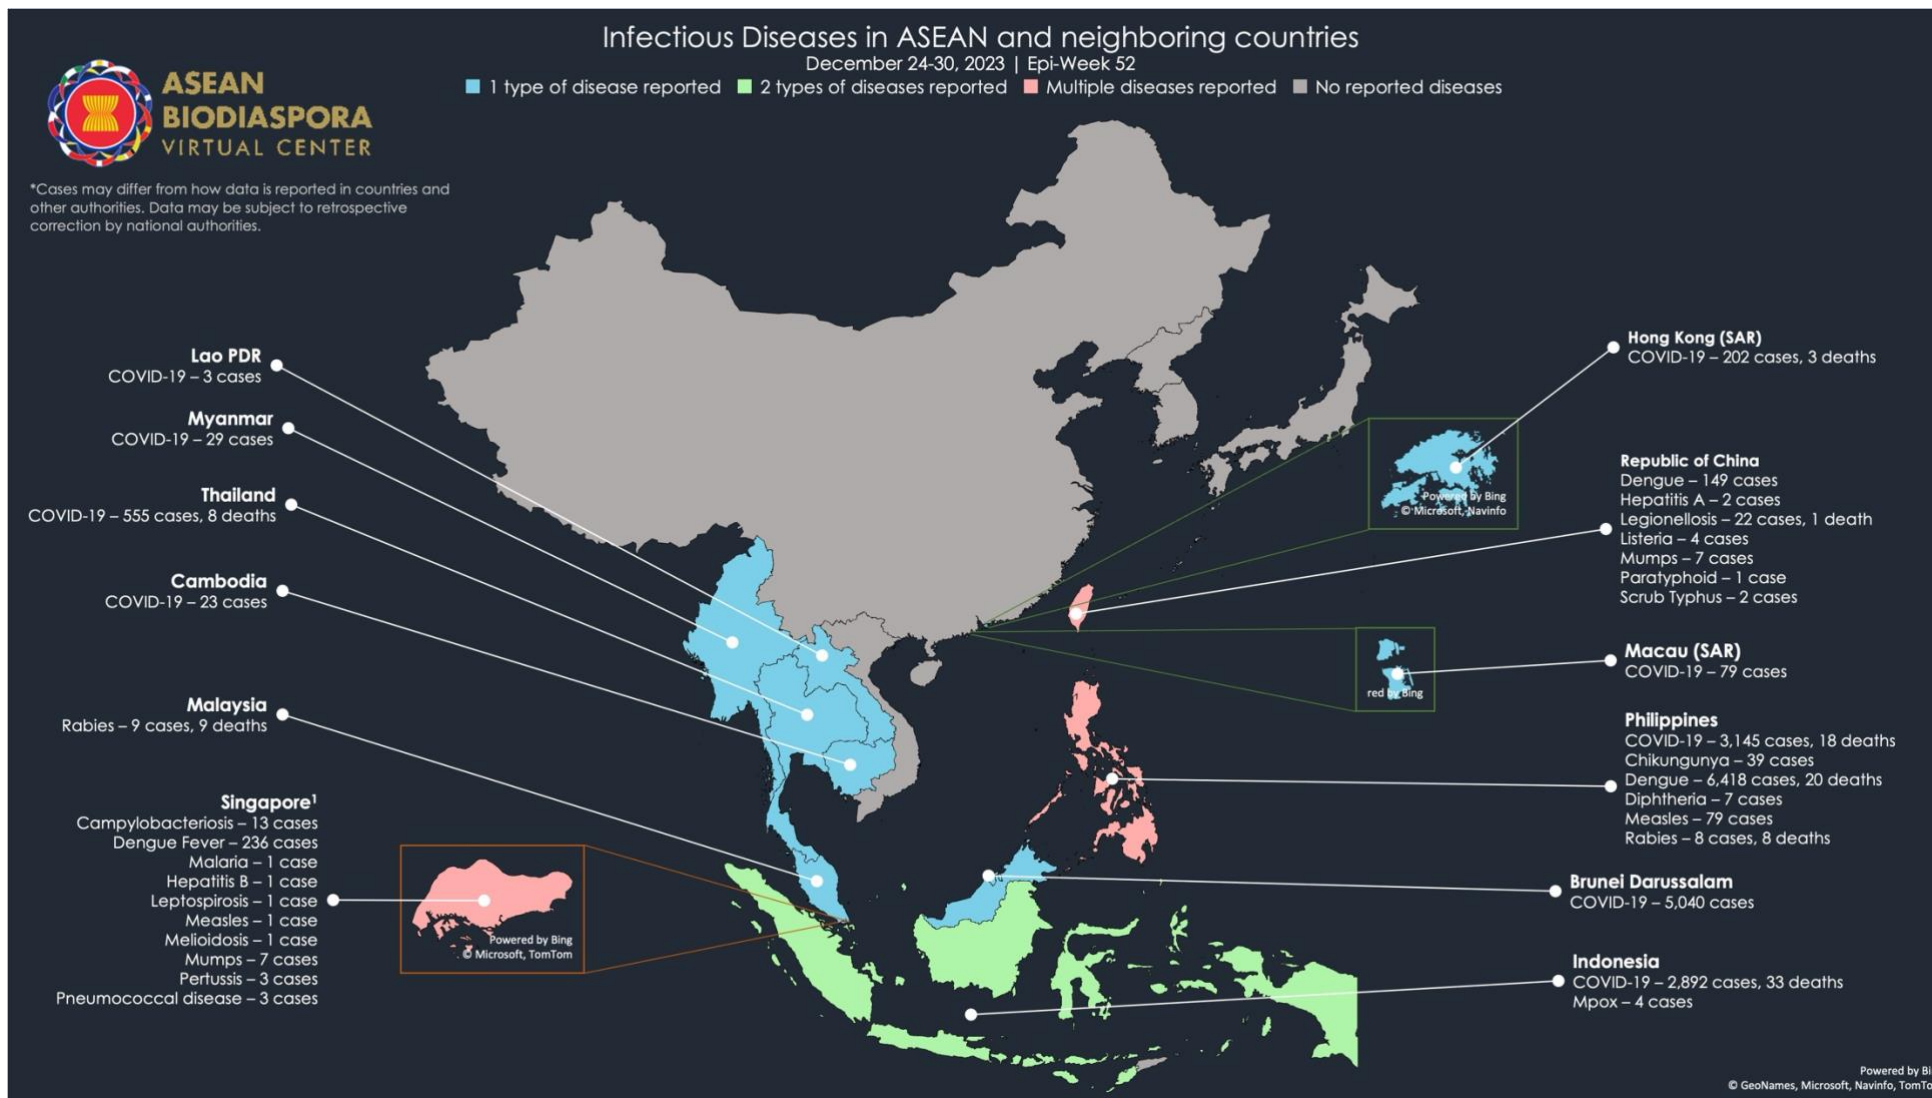 Infectious Diseases in ASEAN and neighboring countries
December 24-30, 2023 | Epi-Week 52
1 type of disease reported
2 types of diseases reported
Multiple diseases reported
No reported diseases
ASEAN
BIODIASPORA
VIRTUAL CENTER
*Cases may differ from how data is reported in countries and
other authorities. Data may be subject to retrospective
correction by national authorities.
Lao PDR
COVID-19 – 3 cases
Myanmar
COVID-19 – 29 cases
Thailand
COVID-19 – 555 cases, 8 deaths
Cambodia
COVID-19 – 23 cases
Malaysia
Rabies – 9 cases, 9 deaths
Singapore¹
Campylobacteriosis – 13 cases
Dengue Fever – 236 cases
Malaria – 1 case
Hepatitis B – 1 case
Leptospirosis – 1 case
Measles – 1 case
Melioidosis – 1 case
Mumps – 7 cases
Pertussis – 3 cases
Pneumococcal disease – 3 cases
Powered by Bing
© Microsoft, TomTom
Hong Kong (SAR)
COVID-19 – 202 cases, 3 deaths
Powered by Bing
© Microsoft, Navinfo
Republic of China
Dengue – 149 cases
Hepatitis A – 2 cases
Legionellosis – 22 cases, 1 death
Listeria – 4 cases
Mumps – 7 cases
Paratyphoid – 1 case
Scrub Typhus – 2 cases
Macau (SAR)
COVID-19 – 79 cases
red by Bing
Philippines
COVID-19 – 3,145 cases, 18 deaths
Chikungunya – 39 cases
Dengue – 6,418 cases, 20 deaths
Diphtheria – 7 cases
Measles – 79 cases
Rabies – 8 cases, 8 deaths
Brunei Darussalam
COVID-19 – 5,040 cases
Indonesia
COVID-19 – 2,892 cases, 33 deaths
Mpox – 4 cases
Powered by Bi
© GeoNames, Microsoft, Navinfo, TomTo